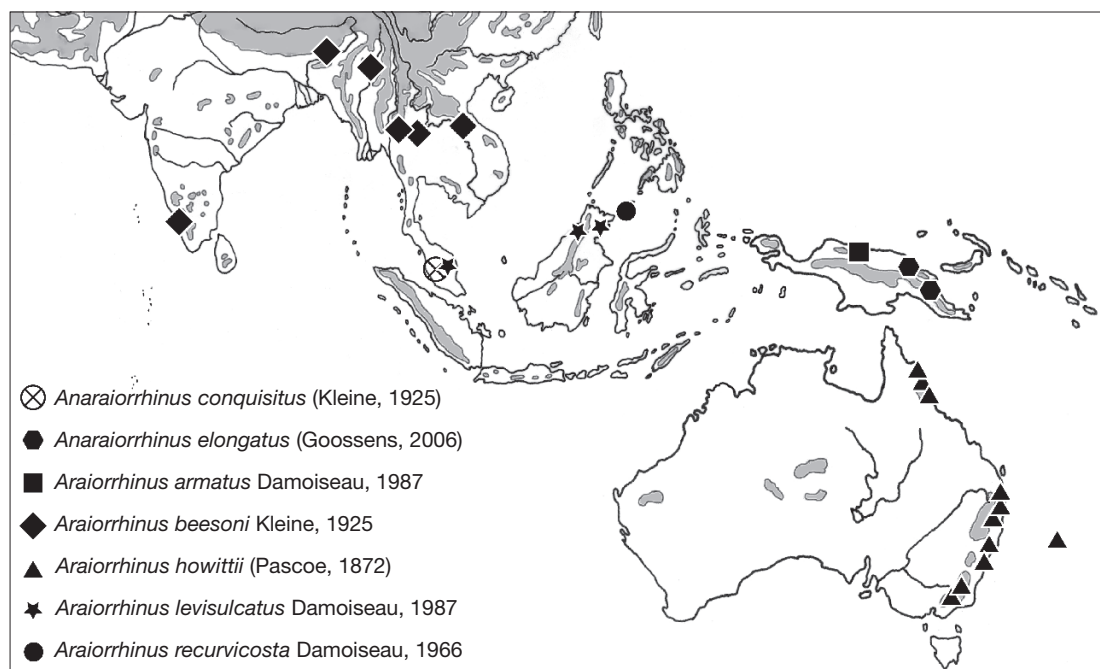 Anaraiorrhinus conquisitus (Kleine, 1925)
Anaraiorrhinus elongatus (Goossens, 2006)
Araiorrhinus armatus Damoiseau, 1987
Araiorrhinus beesoni Kleine, 1925
Araiorrhinus howittii (Pascoe, 1872)
Araiorrhinus levisulcatus Damoiseau, 1987
Araiorrhinus recurvicosta Damoiseau, 1966